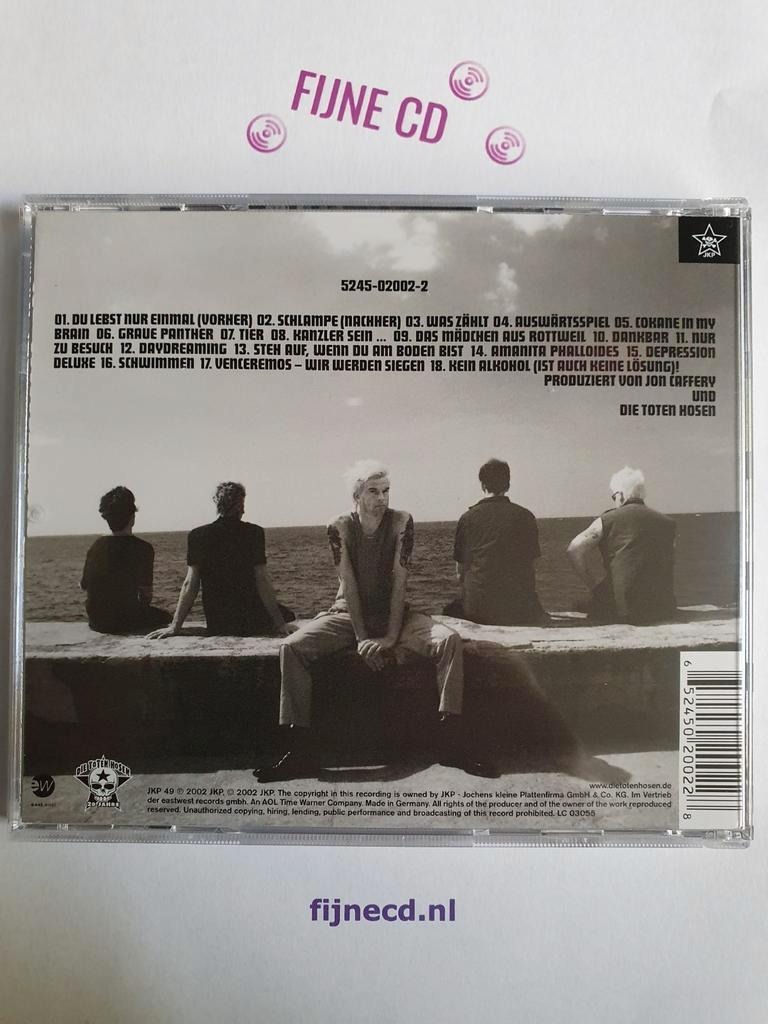 FIJNE CD
JKP
5245-02002-2
01. DU LEBST NUR EINMAL (VORHER) 02. SCHLAMPE (NACHHER) 03. WAS ZÄHLT 04. AUSWÄRTSSPIEL 05. COKANE IN MY
BRAIN 06. GRAUE PANTHER 07. TIER 08. KANZLER SEIN ... 09. DAS MÄDCHEN AUS ROTTWEIL 10. DANKBAR 11. NUR
ZU BESUCH 12. DAYDREAMING 13. STEH AUF, WENN DU AM BODEN BIST 14. AMANITA PHALLOIDES 15. DEPRESSION
DELUXE 16. SCHWIMMEN 17. VENCEREMOS – WIR WERDEN SIEGEN 18. KEIN ALKOHOL (IST AUCH KEINE LÖSUNG)!
PRODUZIERT VON JON CAFFERY
UND
DIE TOTEN HOSEN
6 52450 20022 8
ew
DIE TOTEN HOSEN
20 JAHRE
www.dietotenhosen.de
JKP 49 ℗ 2002 JKP, © 2002 JKP. The copyright in this recording is owned by JKP - Jochens kleine Plattenfirma GmbH & Co. KG. Im Vertrieb
der eastwest records gmbh. An AOL Time Warner Company. Made in Germany. All rights of the producer and of the owner of the work reproduced
reserved. Unauthorized copying, hiring, lending, public performance and broadcasting of this record prohibited. LC 03055
fijnecd.nl